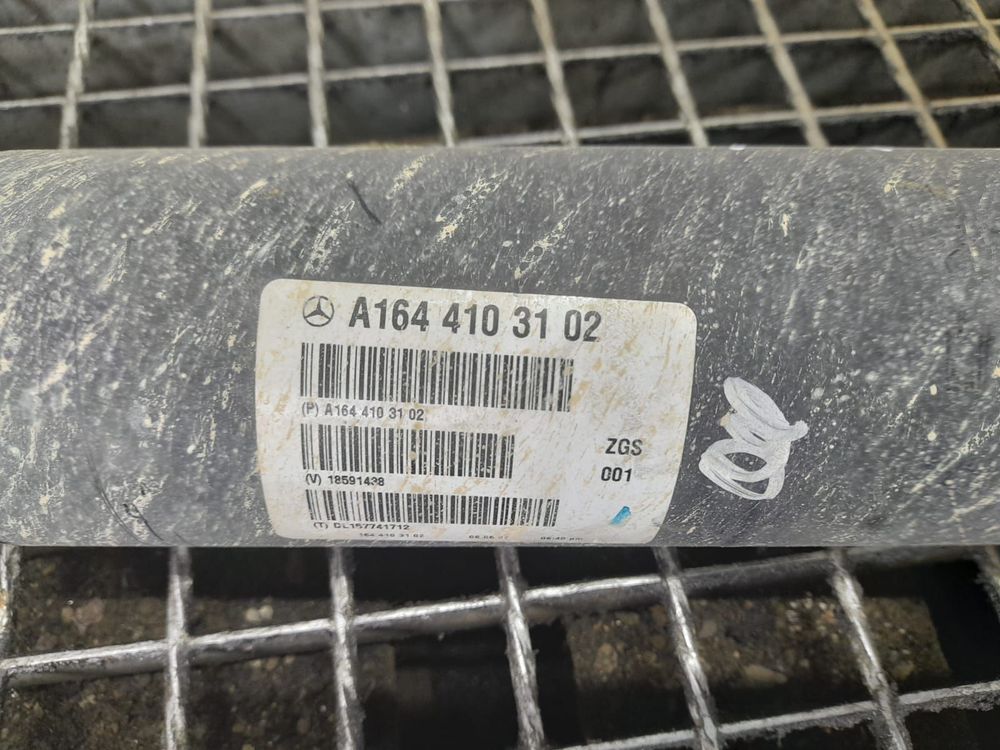 A164 410 31 02
(P) A164 410 31 02
ZGS
001
(V) 18591438
(T) DL157741712
164 410 31 02